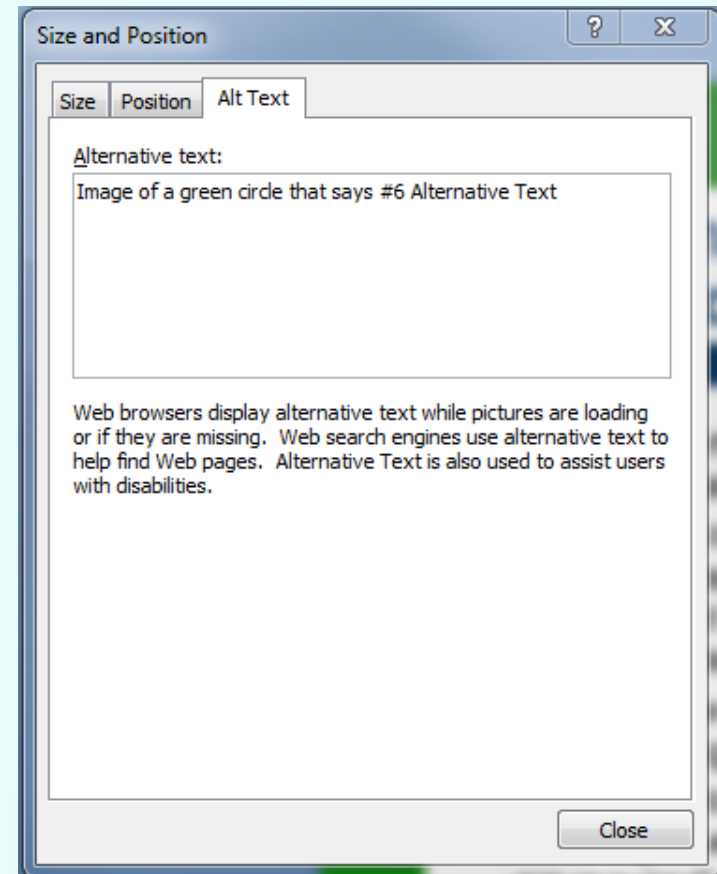 Size and Position
Size Position Alt Text
Alternative text:
Image of a green circle that says #6 Alternative Text
Web browsers display alternative text while pictures are loading
or if they are missing. Web search engines use alternative text to
help find Web pages. Alternative Text is also used to assist users
with disabilities.
Close